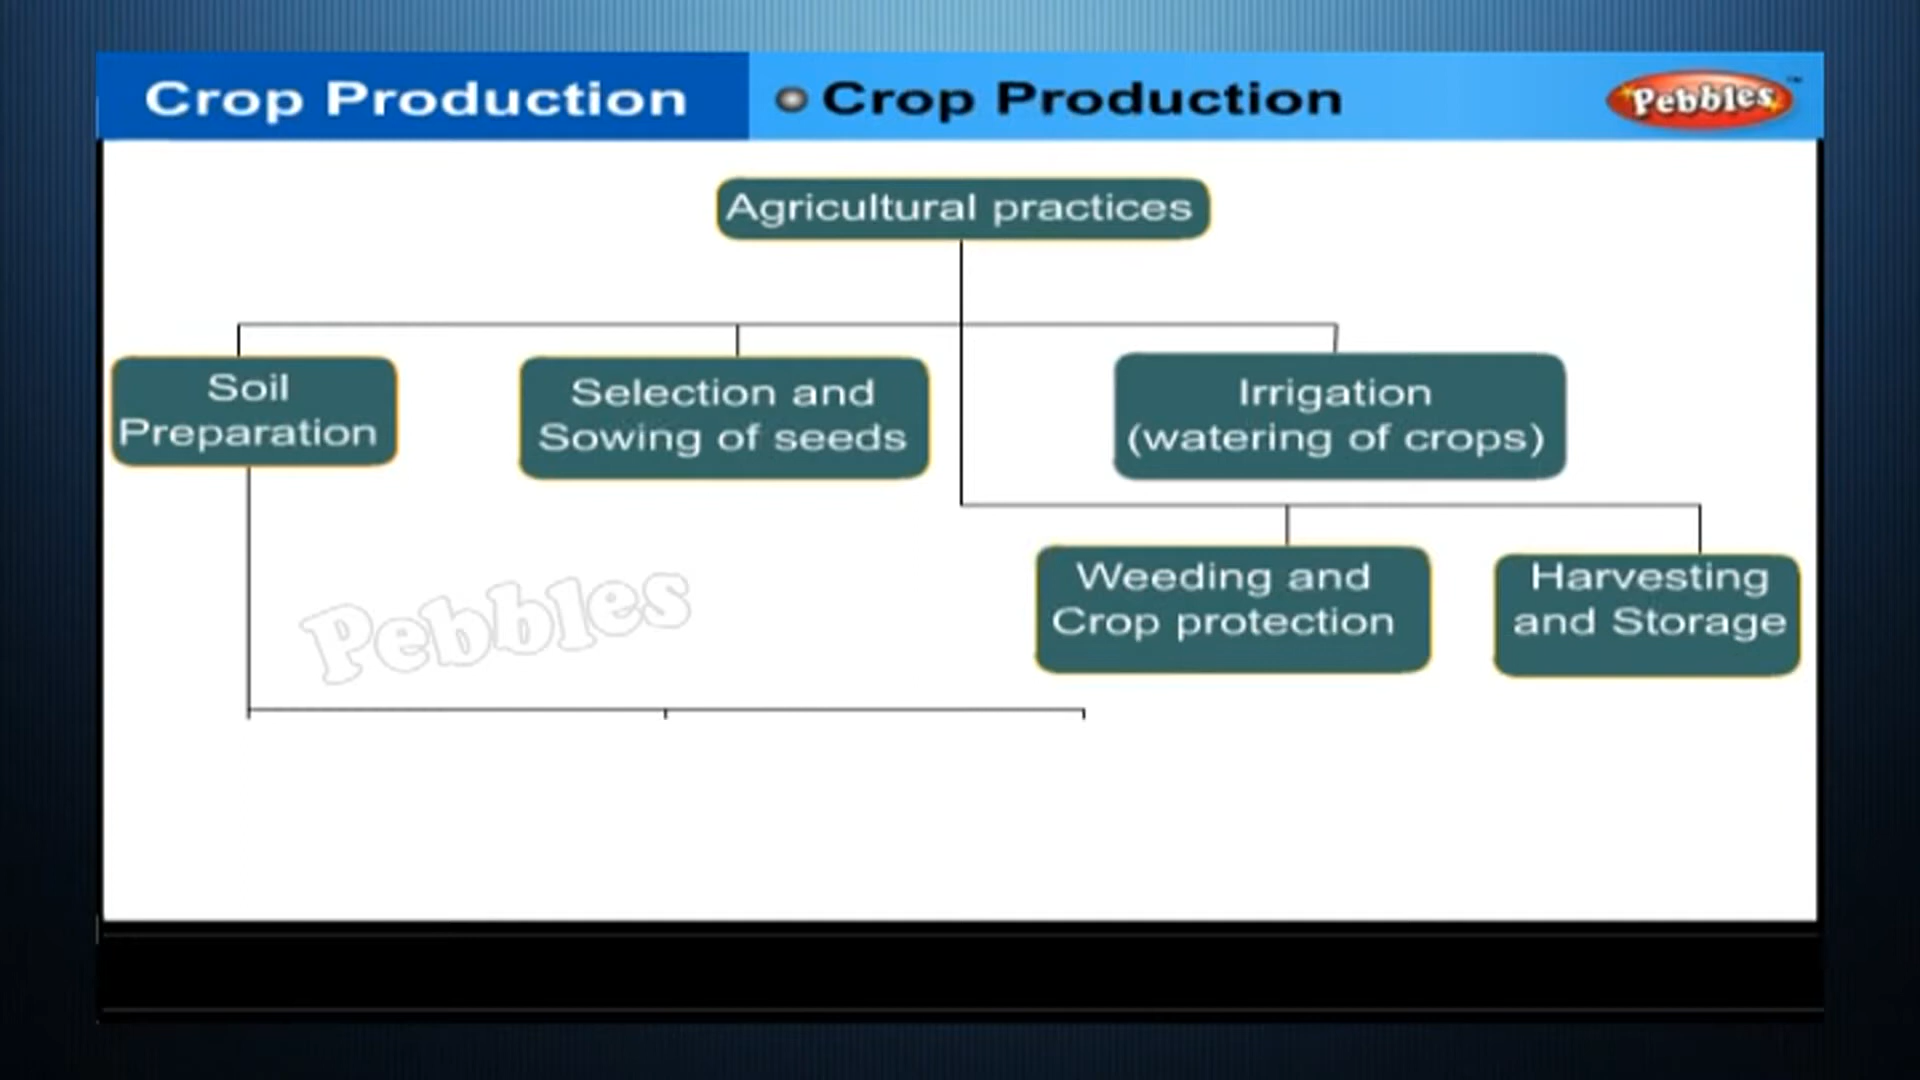 Crop Production
Crop Production
Pebbles™
Agricultural practices
Soil
Preparation
Selection and
Sowing of seeds
Irrigation
(watering of crops)
Weeding and
Crop protection
Harvesting
and Storage
Pebbles